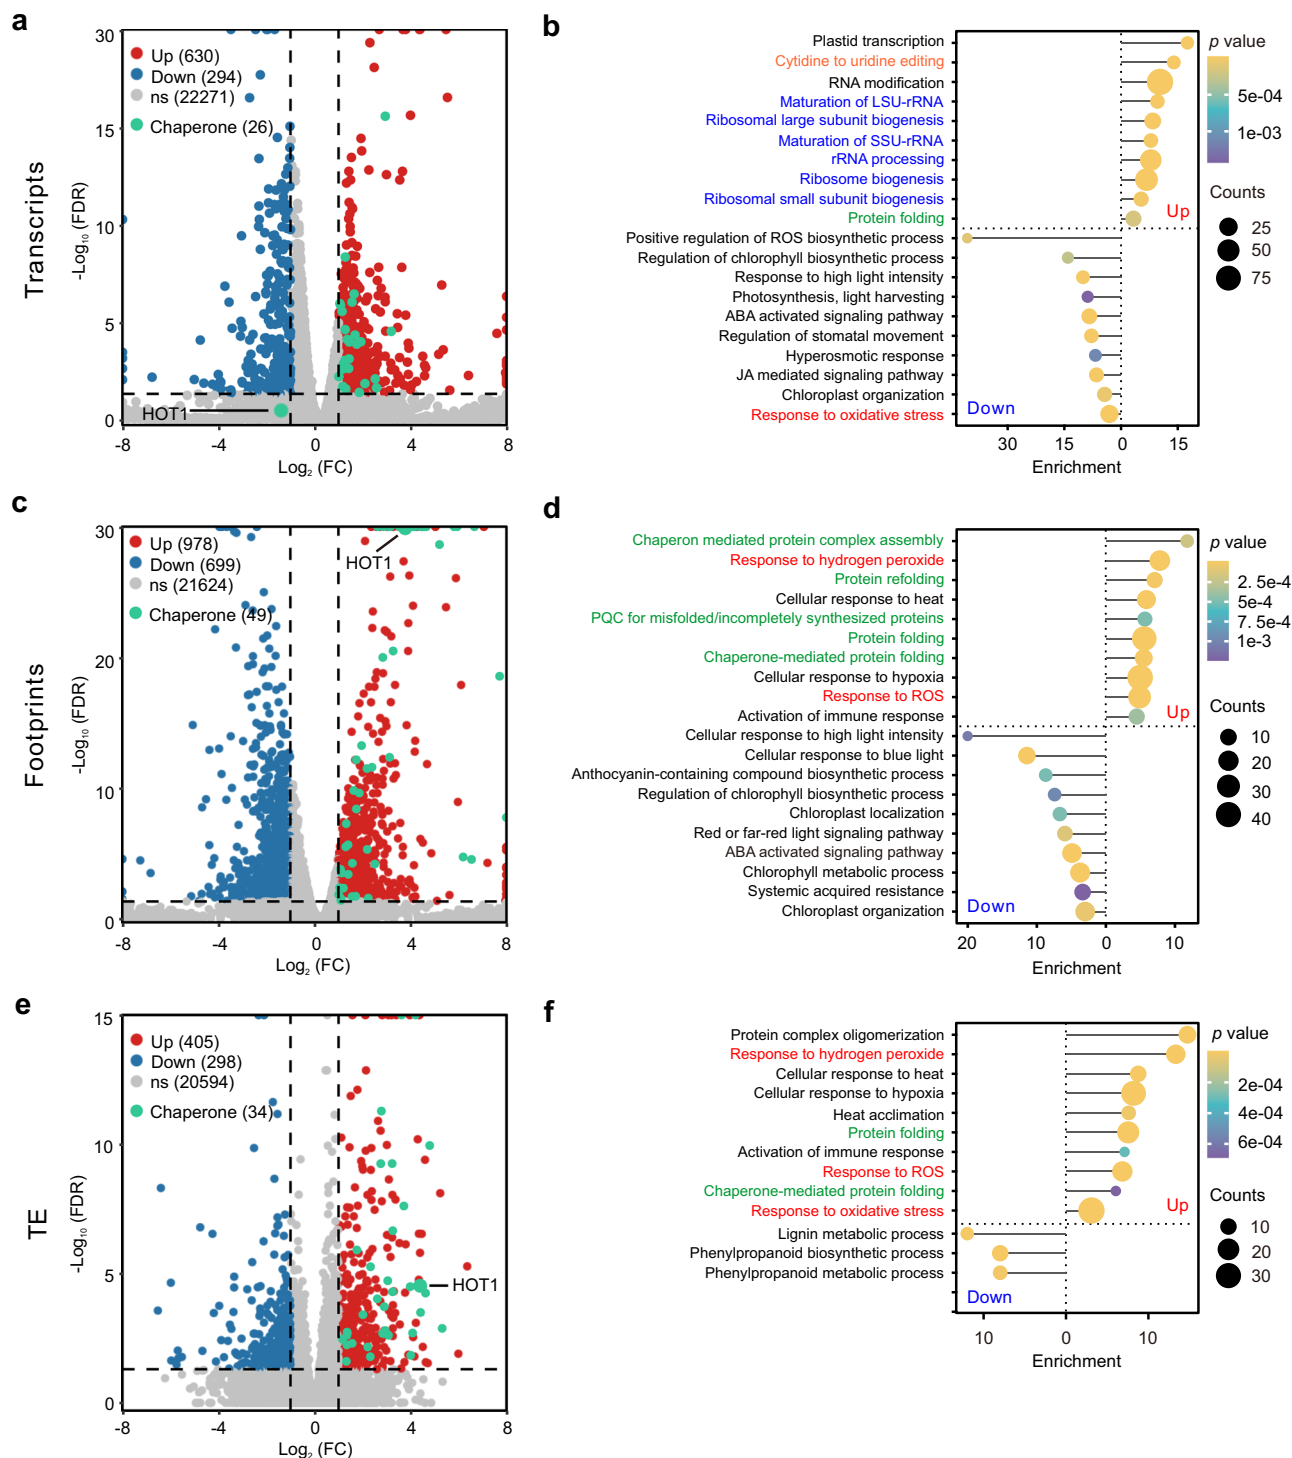 a
Transcripts
-Log10 (FDR)
30
15
10
5
0
Up (630)
Down (294)
ns (22271)
Chaperone (26)
HOT1
-8
-4
0
4
8
Log2 (FC)
b
Plastid transcription
Cytidine to uridine editing
RNA modification
Maturation of LSU-rRNA
Ribosomal large subunit biogenesis
Maturation of SSU-rRNA
rRNA processing
Ribosome biogenesis
Ribosomal small subunit biogenesis
Protein folding
Positive regulation of ROS biosynthetic process
Regulation of chlorophyll biosynthetic process
Response to high light intensity
Photosynthesis, light harvesting
ABA activated signaling pathway
Regulation of stomatal movement
Hyperosmotic response
JA mediated signaling pathway
Chloroplast organization
Response to oxidative stress
Up
Down
30
15
0
15
Enrichment
p value
5e-04
1e-03
Counts
25
50
75
c
Footprints
-Log10 (FDR)
30
20
10
0
Up (978)
Down (699)
ns (21624)
Chaperone (49)
HOT1
-8
-4
0
4
8
Log2 (FC)
d
Chaperon mediated protein complex assembly
Response to hydrogen peroxide
Protein refolding
Cellular response to heat
PQC for misfolded/incompletely synthesized proteins
Protein folding
Chaperone-mediated protein folding
Cellular response to hypoxia
Response to ROS
Activation of immune response
Cellular response to high light intensity
Cellular response to blue light
Anthocyanin-containing compound biosynthetic process
Regulation of chlorophyll biosynthetic process
Chloroplast localization
Red or far-red light signaling pathway
ABA activated signaling pathway
Chlorophyll metabolic process
Systemic acquired resistance
Chloroplast organization
Up
Down
20
10
0
10
Enrichment
p value
2. 5e-4
5e-4
7. 5e-4
1e-3
Counts
10
20
30
40
e
TE
-Log10 (FDR)
15
10
5
0
Up (405)
Down (298)
ns (20594)
Chaperone (34)
HOT1
-8
-4
0
4
8
Log2 (FC)
f
Protein complex oligomerization
Response to hydrogen peroxide
Cellular response to heat
Cellular response to hypoxia
Heat acclimation
Protein folding
Activation of immune response
Response to ROS
Chaperone-mediated protein folding
Response to oxidative stress
Lignin metabolic process
Phenylpropanoid biosynthetic process
Phenylpropanoid metabolic process
Up
Down
10
0
10
Enrichment
p value
2e-04
4e-04
6e-04
Counts
10
20
30